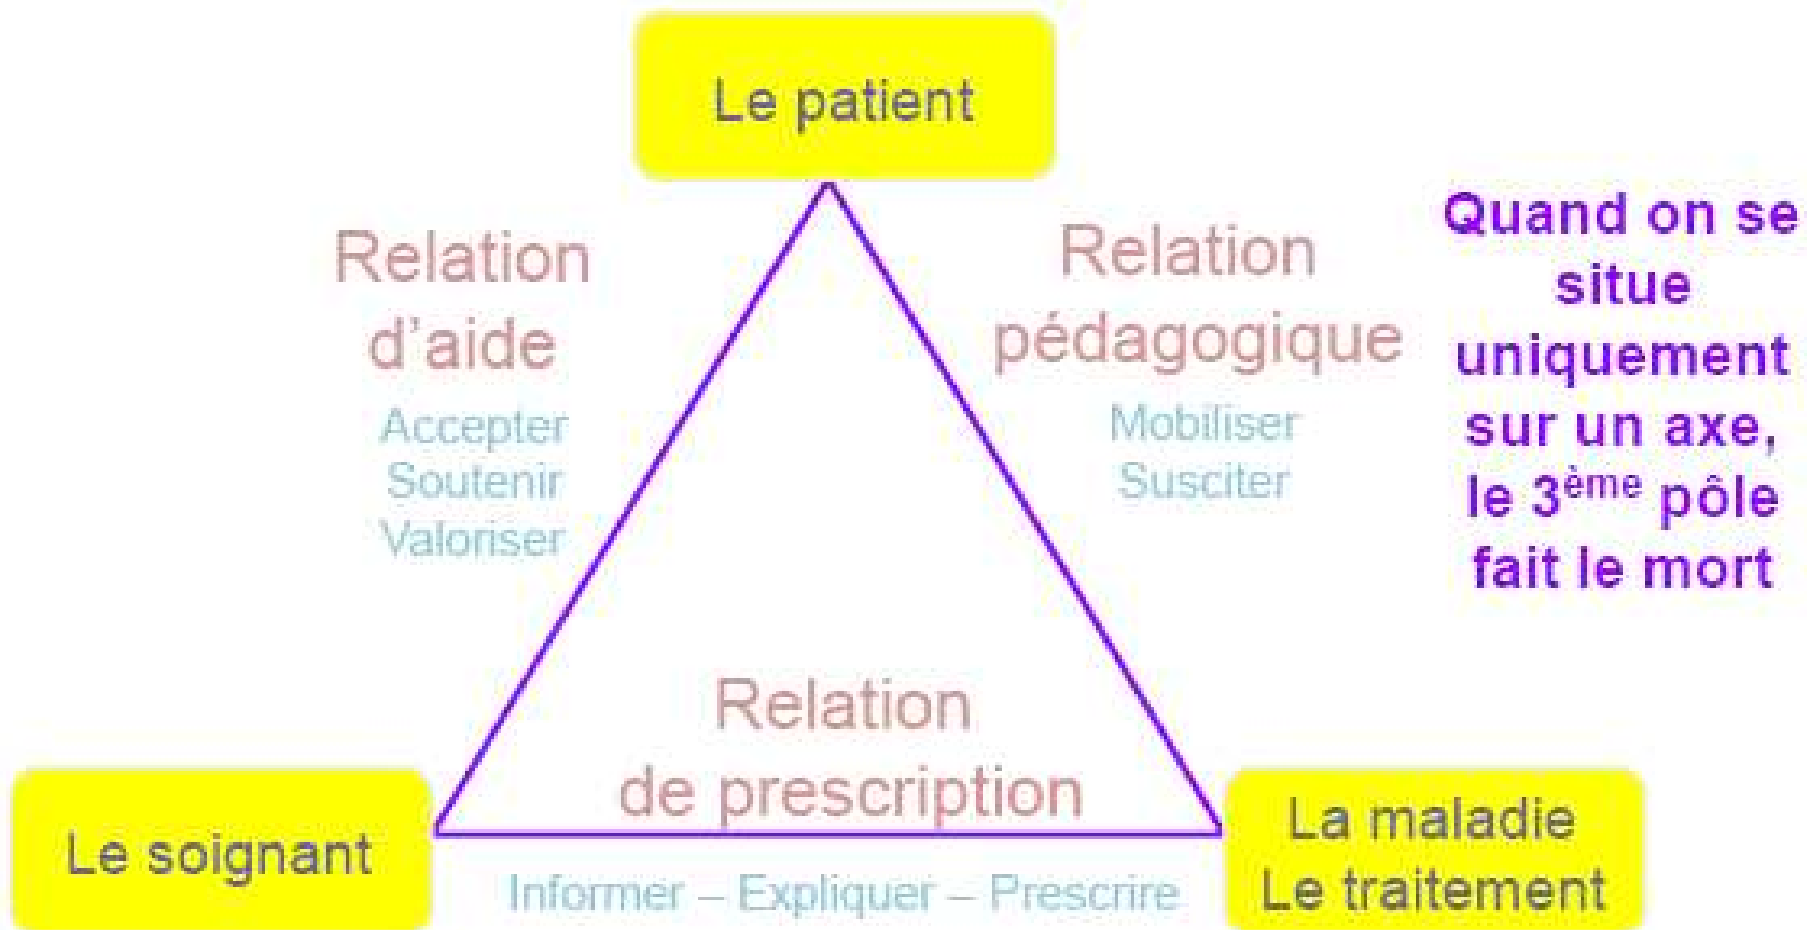 Le patient
Relation
d'aide
Accepter
Soutenir
Valoriser
Relation
pédagogique
Mobiliser
Susciter
Quand on se
situe
uniquement
sur un axe,
le 3ème pôle
fait le mort
Relation
de prescription
Le soignant
Informer – Expliquer – Prescrire
La maladie
Le traitement